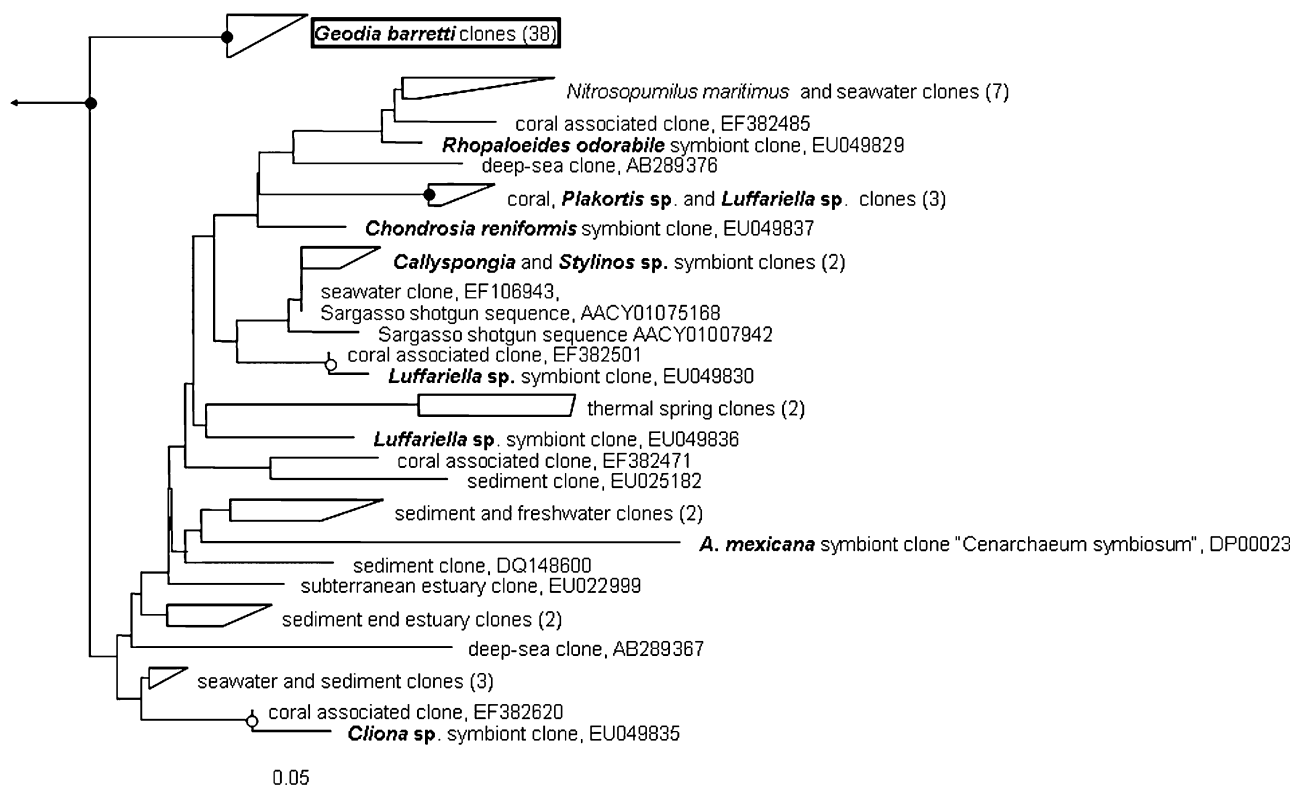 Geodia barretti clones (38)
Nitrosopumilus maritimus and seawater clones (7)
coral associated clone, EF382485
Rhopaloeides odorabile symbiont clone, EU049829
deep-sea clone, AB289376
coral, Plakortis sp. and Luffariella sp. clones (3)
Chondrosia reniformis symbiont clone, EU049837
Callyspongia and Stylinos sp. symbiont clones (2)
seawater clone, EF106943,
Sargasso shotgun sequence, AACY01075168
Sargasso shotgun sequence AACY01007942
coral associated clone, EF382501
Luffariella sp. symbiont clone, EU049830
thermal spring clones (2)
Luffariella sp. symbiont clone, EU049836
coral associated clone, EF382471
sediment clone, EU025182
sediment and freshwater clones (2)
A. mexicana symbiont clone "Cenarchaeum symbiosum", DP00023
sediment clone, DQ148600
subterranean estuary clone, EU022999
sediment end estuary clones (2)
deep-sea clone, AB289367
seawater and sediment clones (3)
coral associated clone, EF382620
Cliona sp. symbiont clone, EU049835
0.05